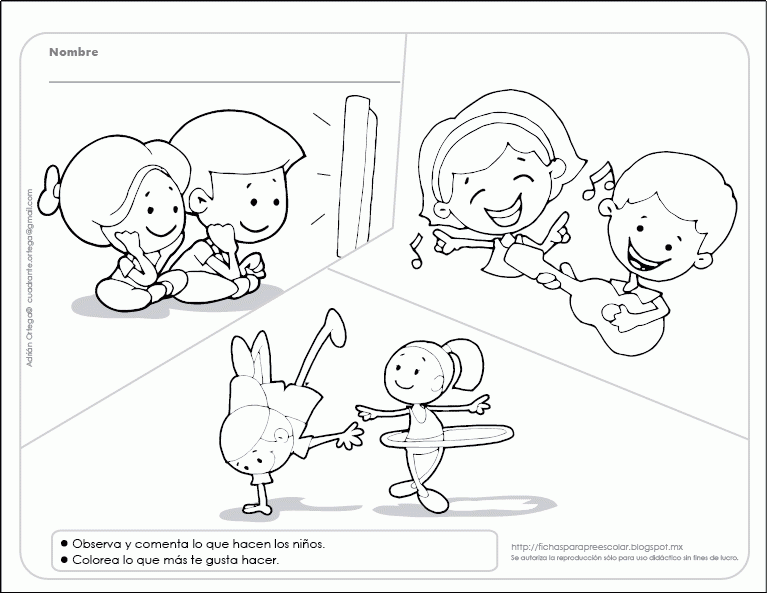 Nombre
Adrián Ortega® cuadrante.ortega@gmail.com
● Observa y comenta lo que hacen los niños.
● Colorea lo que más te gusta hacer.
http://fichasparapreescolar.blogspot.mx
Se autoriza la reproducción sólo para uso didáctico sin fines de lucro.